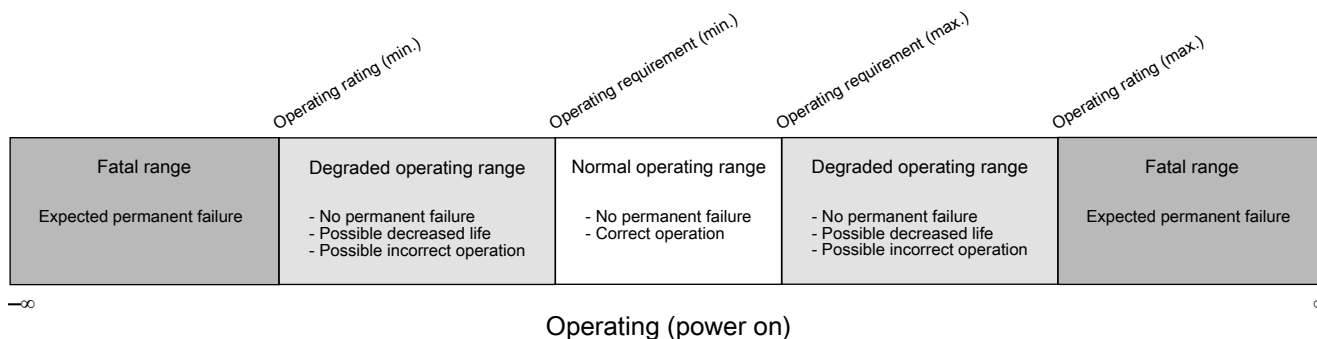 Operating rating (min.)
Operating requirement (min.)
Operating requirement (max.)
Operating rating (max.)
Fatal range
Expected permanent failure
Degraded operating range
- No permanent failure
- Possible decreased life
- Possible incorrect operation
Normal operating range
- No permanent failure
- Correct operation
Degraded operating range
- No permanent failure
- Possible decreased life
- Possible incorrect operation
Fatal range
Expected permanent failure
–∞
Operating (power on)